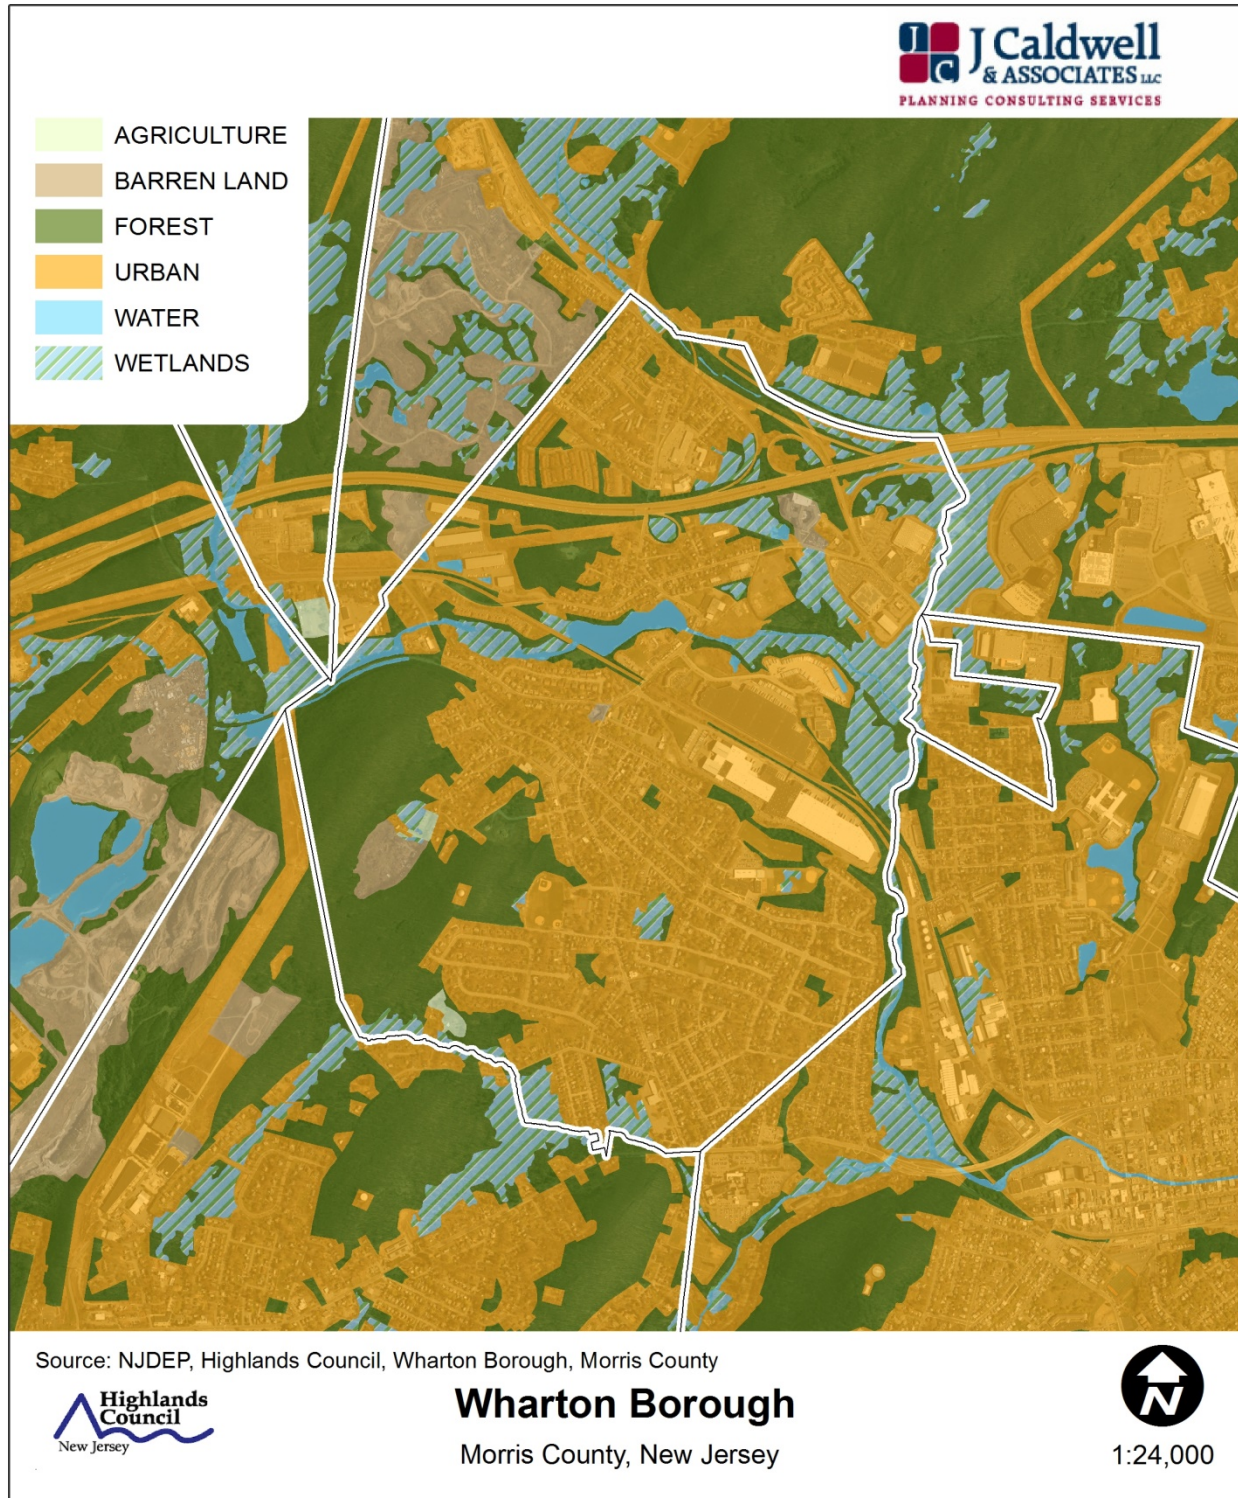 J Caldwell
& ASSOCIATES LLC
PLANNING CONSULTING SERVICES
AGRICULTURE
BARREN LAND
FOREST
URBAN
WATER
WETLANDS
Source: NJDEP, Highlands Council, Wharton Borough, Morris County
Highlands
Council
New Jersey
Wharton Borough
Morris County, New Jersey
N
1:24,000